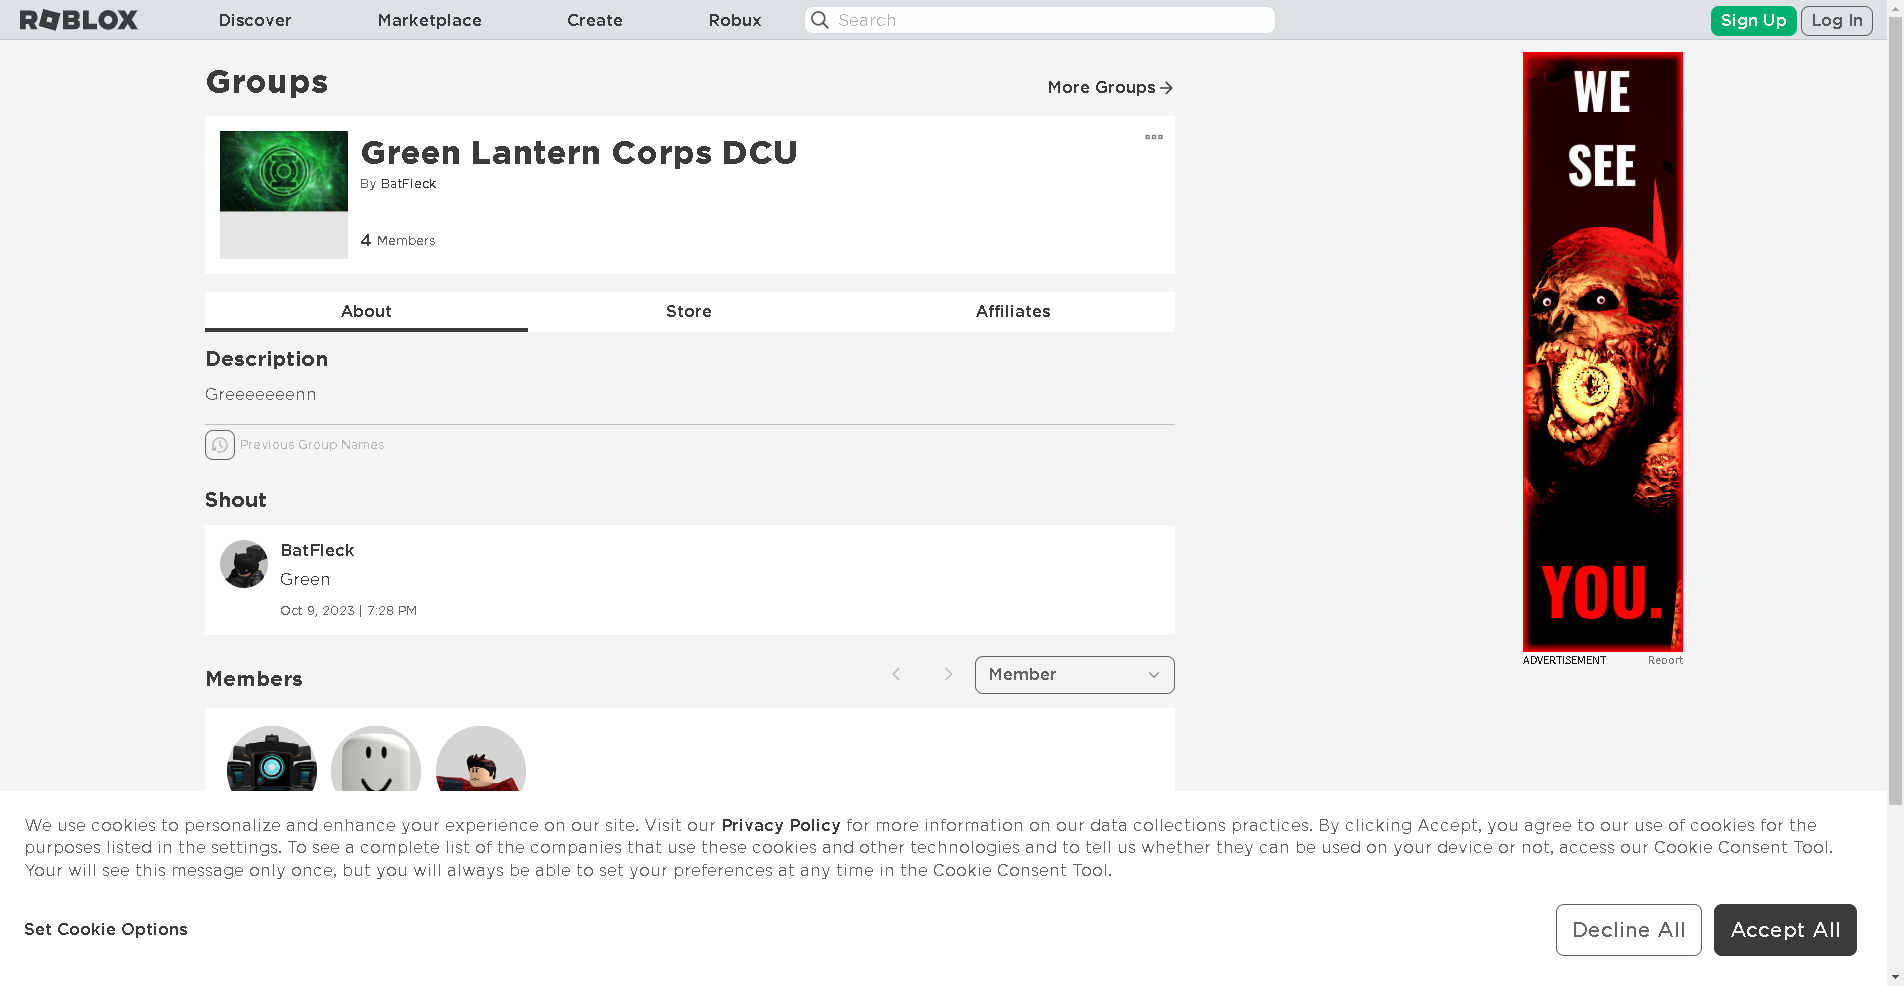 ROBLOX Discover Marketplace Create Robux Search Sign Up Log In
Groups
More Groups
Green Lantern Corps DCU
By BatFleck
4 Members
About Store Affiliates
Description
Greeeeeeenn
Previous Group Names
Shout
BatFleck
Green
Oct 9, 2023 | 7:28 PM
Members
Member
WE
SEE
YOU.
ADVERTISEMENT Report
We use cookies to personalize and enhance your experience on our site. Visit our Privacy Policy for more information on our data collections practices. By clicking Accept, you agree to our use of cookies for the
purposes listed in the settings. To see a complete list of the companies that use these cookies and other technologies and to tell us whether they can be used on your device or not, access our Cookie Consent Tool.
Your will see this message only once, but you will always be able to set your preferences at any time in the Cookie Consent Tool.
Set Cookie Options
Decline All
Accept All